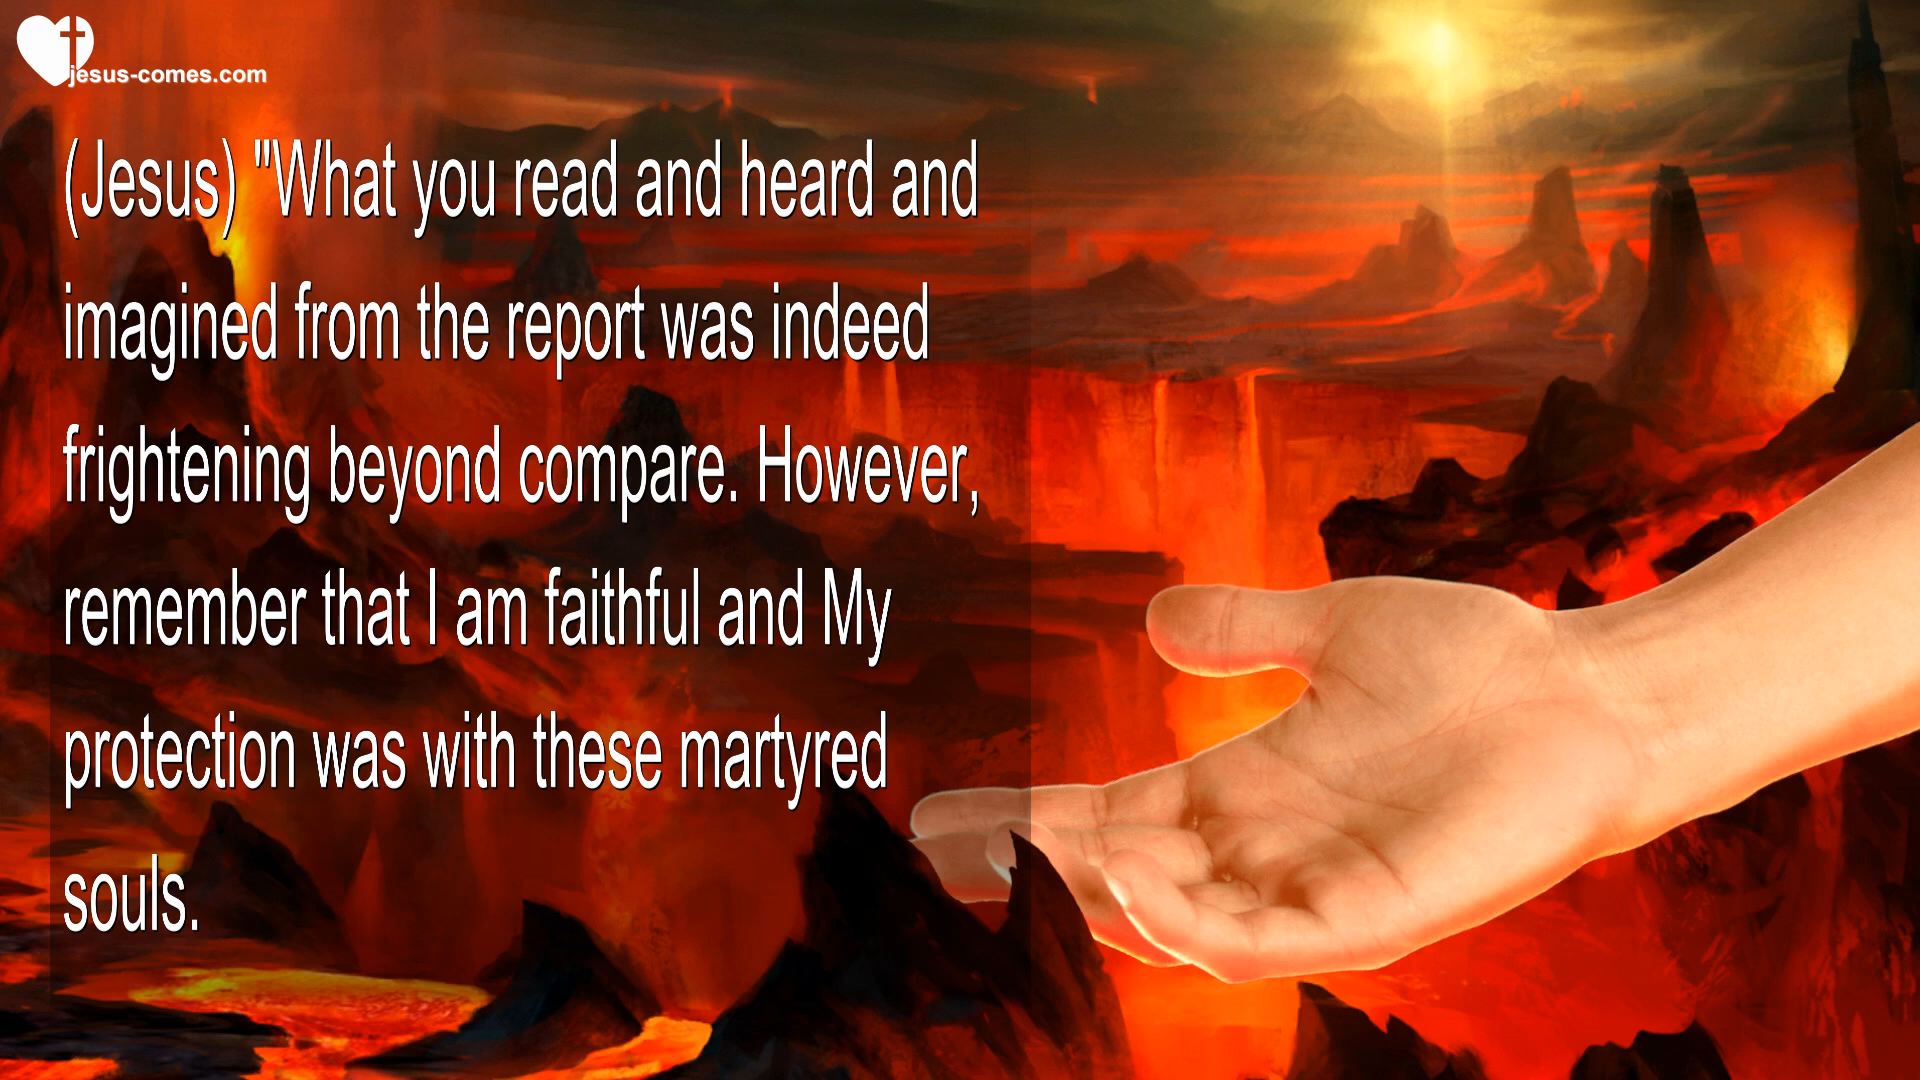 jesus-comes.com
(Jesus) "What you read and heard and
imagined from the report was indeed
frightening beyond compare. However,
remember that I am faithful and My
protection was with these martyred
souls.